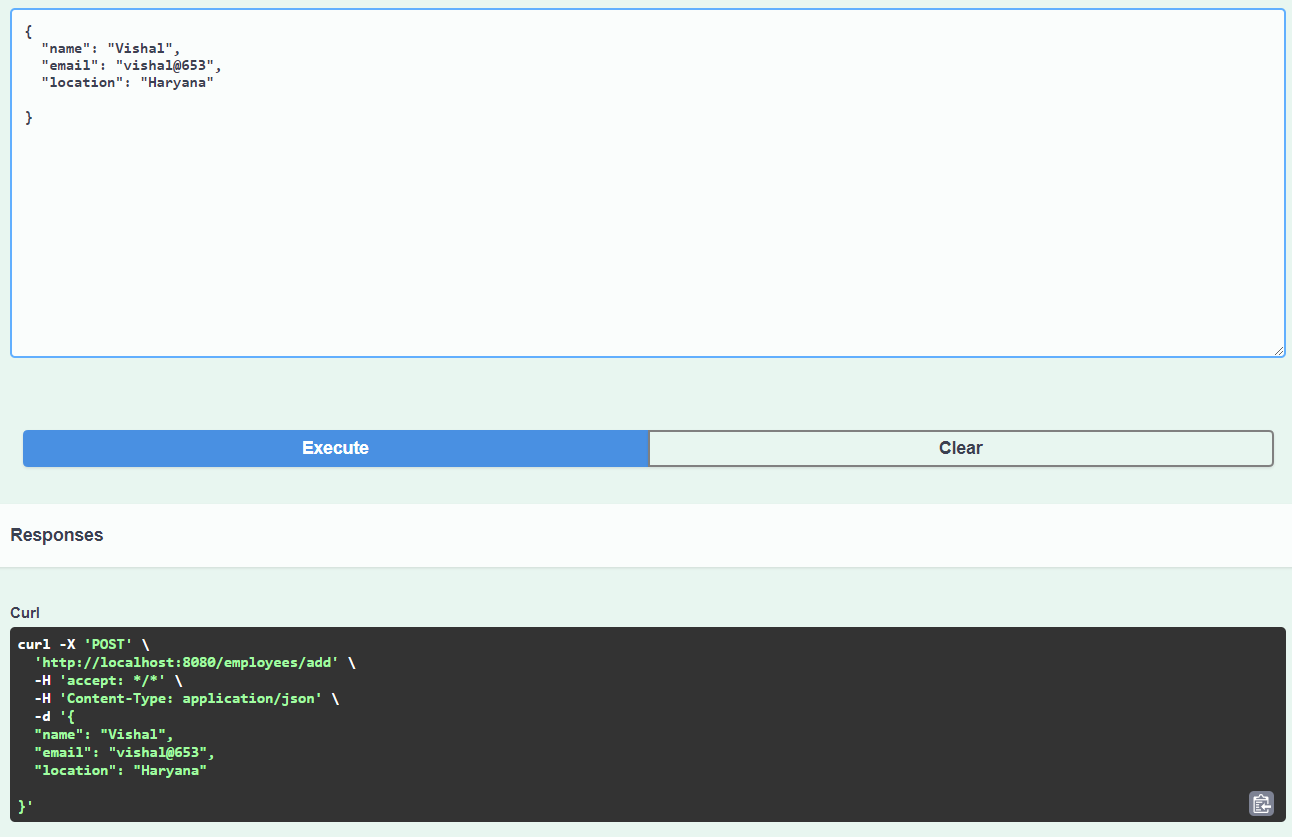 {
  "name": "Vishal",
  "email": "vishal@653",
  "location": "Haryana"
}
Execute
Clear
Responses
Curl
curl -X 'POST' \
  'http://localhost:8080/employees/add' \
  -H 'accept: */*' \
  -H 'Content-Type: application/json' \
  -d '{
  "name": "Vishal",
  "email": "vishal@653",
  "location": "Haryana"
}'